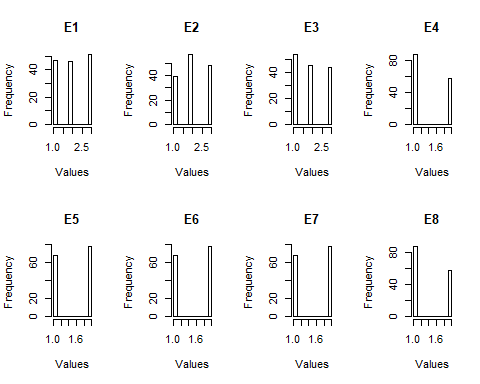 E1
Frequency
0 20 40
1.0 2.5
Values
E2
Frequency
0 20 40
1.0 2.5
Values
E3
Frequency
0 20 40
1.0 2.5
Values
E4
Frequency
0 40 80
1.0 1.6
Values
E5
Frequency
0 20 60
1.0 1.6
Values
E6
Frequency
0 20 60
1.0 1.6
Values
E7
Frequency
0 20 60
1.0 1.6
Values
E8
Frequency
0 40 80
1.0 1.6
Values